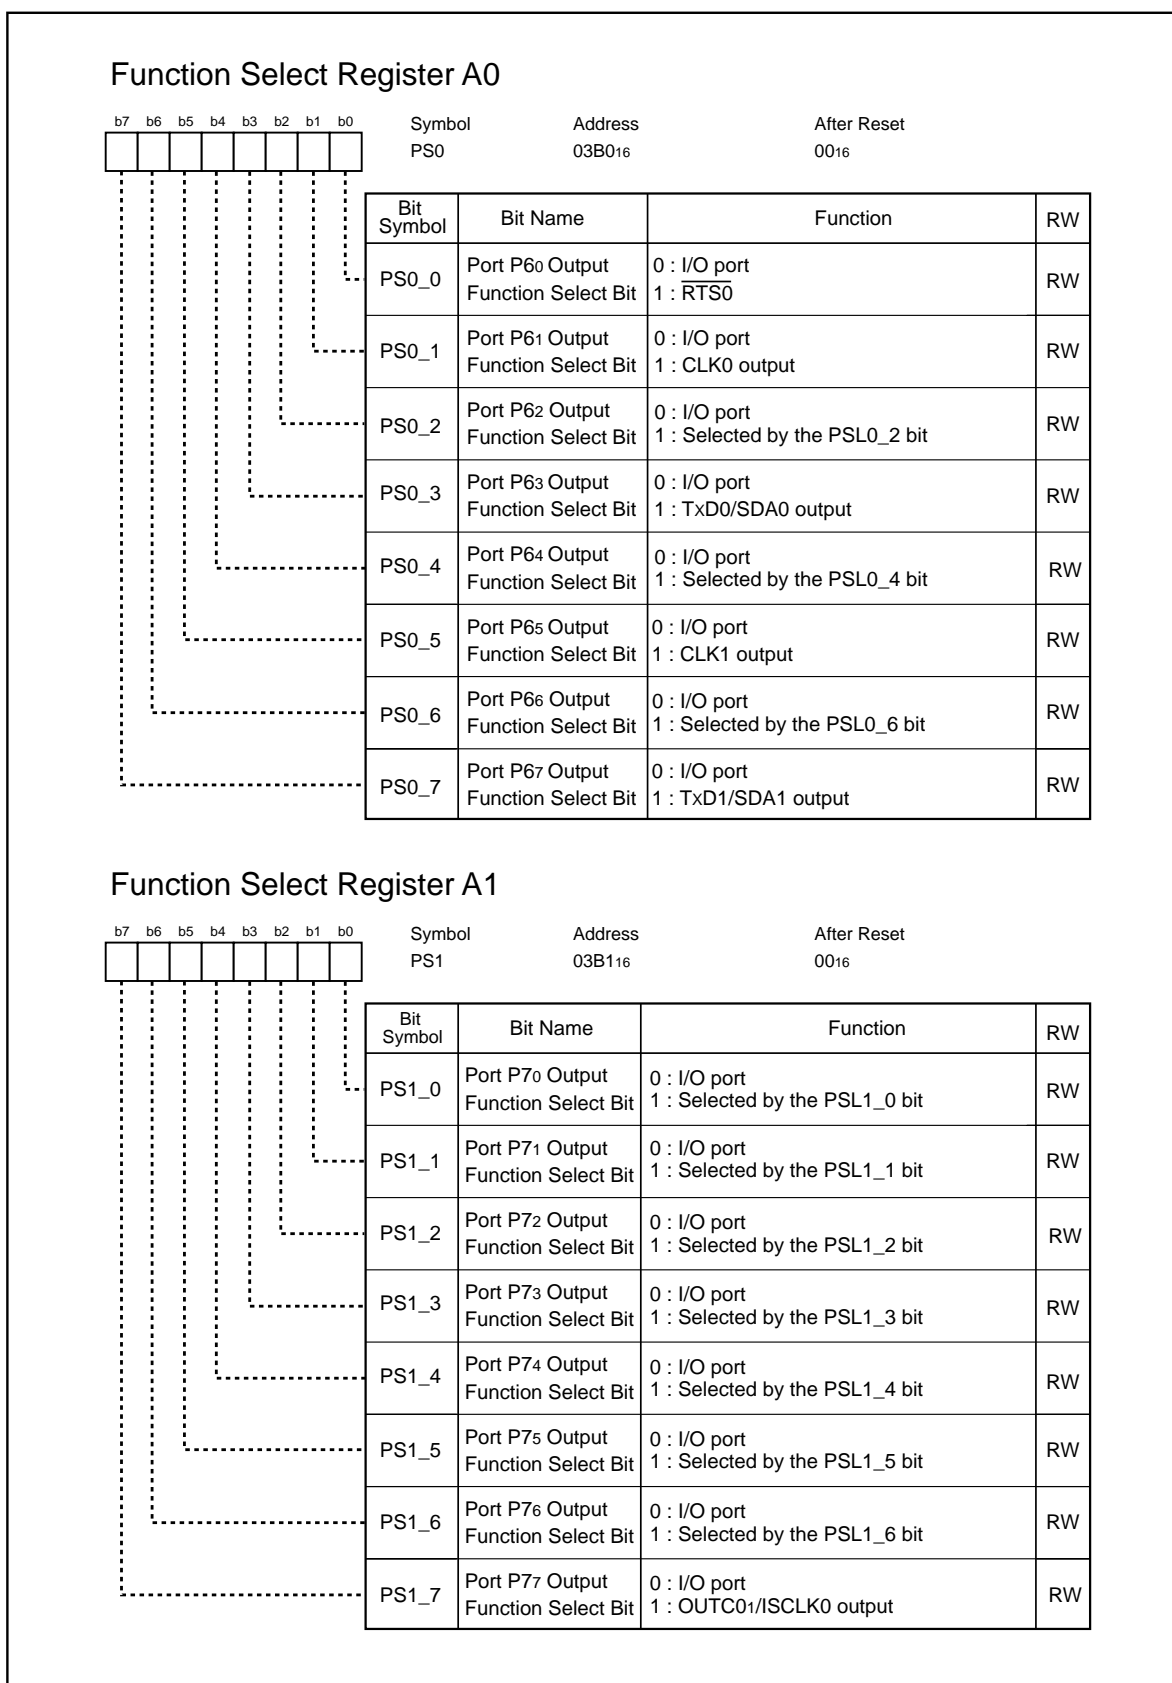 Function Select Register A0
b7 b6 b5 b4 b3 b2 b1 b0
Symbol Address After Reset
PS0 03B016 0016
Bit Symbol Bit Name Function RW
PS0_0 Port P60 Output Function Select Bit 0 : I/O port 1 : R̅T̅S̅0̅ RW
PS0_1 Port P61 Output Function Select Bit 0 : I/O port 1 : CLK0 output RW
PS0_2 Port P62 Output Function Select Bit 0 : I/O port 1 : Selected by the PSL0_2 bit RW
PS0_3 Port P63 Output Function Select Bit 0 : I/O port 1 : TXD0/SDA0 output RW
PS0_4 Port P64 Output Function Select Bit 0 : I/O port 1 : Selected by the PSL0_4 bit RW
PS0_5 Port P65 Output Function Select Bit 0 : I/O port 1 : CLK1 output RW
PS0_6 Port P66 Output Function Select Bit 0 : I/O port 1 : Selected by the PSL0_6 bit RW
PS0_7 Port P67 Output Function Select Bit 0 : I/O port 1 : TXD1/SDA1 output RW
Function Select Register A1
b7 b6 b5 b4 b3 b2 b1 b0
Symbol Address After Reset
PS1 03B116 0016
Bit Symbol Bit Name Function RW
PS1_0 Port P70 Output Function Select Bit 0 : I/O port 1 : Selected by the PSL1_0 bit RW
PS1_1 Port P71 Output Function Select Bit 0 : I/O port 1 : Selected by the PSL1_1 bit RW
PS1_2 Port P72 Output Function Select Bit 0 : I/O port 1 : Selected by the PSL1_2 bit RW
PS1_3 Port P73 Output Function Select Bit 0 : I/O port 1 : Selected by the PSL1_3 bit RW
PS1_4 Port P74 Output Function Select Bit 0 : I/O port 1 : Selected by the PSL1_4 bit RW
PS1_5 Port P75 Output Function Select Bit 0 : I/O port 1 : Selected by the PSL1_5 bit RW
PS1_6 Port P76 Output Function Select Bit 0 : I/O port 1 : Selected by the PSL1_6 bit RW
PS1_7 Port P77 Output Function Select Bit 0 : I/O port 1 : OUTC01/ISCLK0 output RW